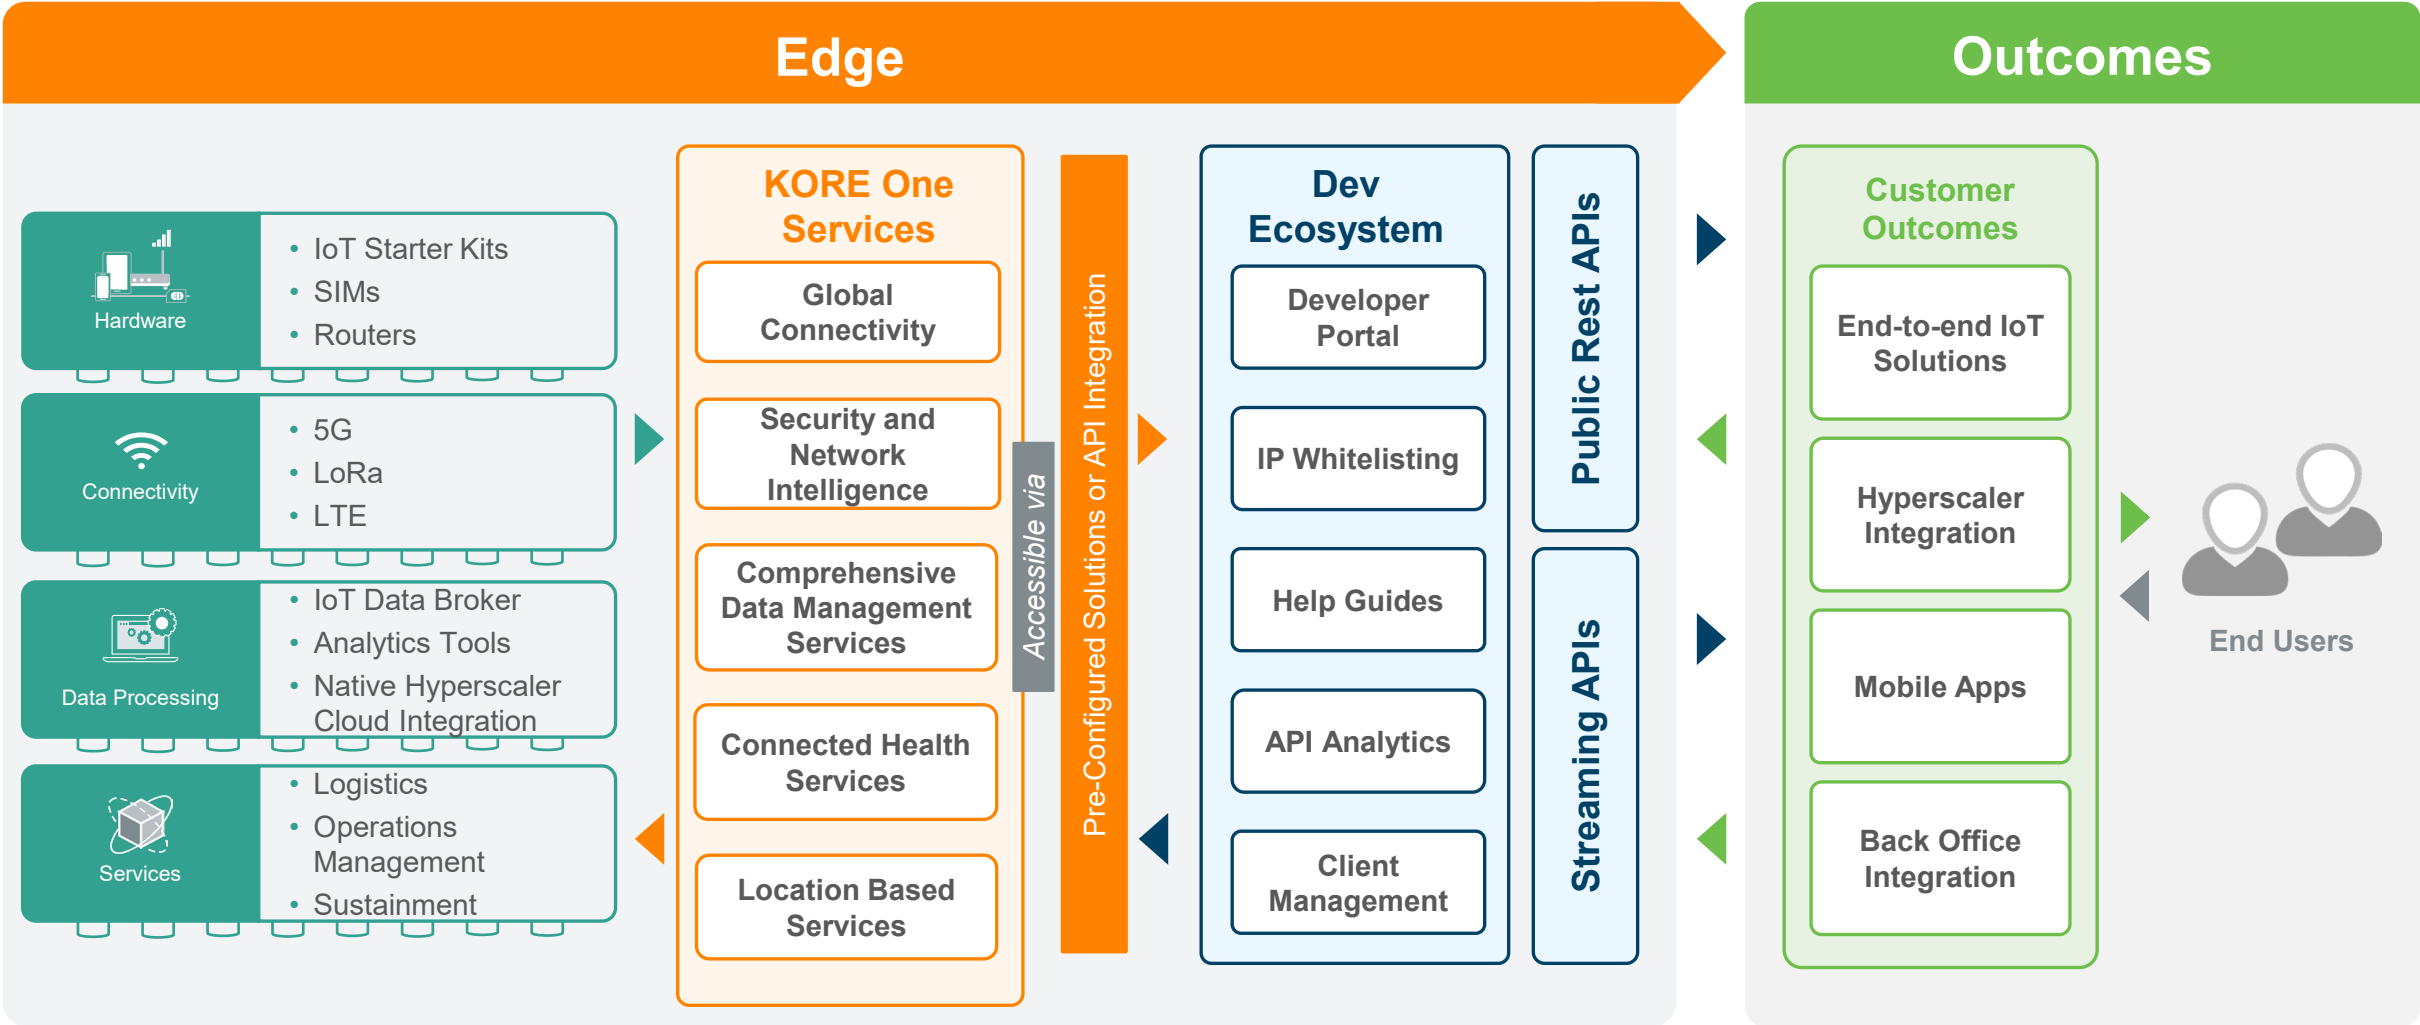 Edge
Outcomes
Hardware
• IoT Starter Kits
• SIMs
• Routers
Connectivity
• 5G
• LoRa
• LTE
Data Processing
• IoT Data Broker
• Analytics Tools
• Native Hyperscaler
Cloud Integration
Services
• Logistics
• Operations
Management
• Sustainment
KORE One
Services
Global
Connectivity
Security and
Network
Intelligence
Comprehensive
Data Management
Services
Connected Health
Services
Location Based
Services
Accessible via
Pre-Configured Solutions or API Integration
Dev
Ecosystem
Developer
Portal
IP Whitelisting
Help Guides
API Analytics
Client
Management
Public Rest APIs
Streaming APIs
Customer
Outcomes
End-to-end IoT
Solutions
Hyperscaler
Integration
Mobile Apps
Back Office
Integration
End Users